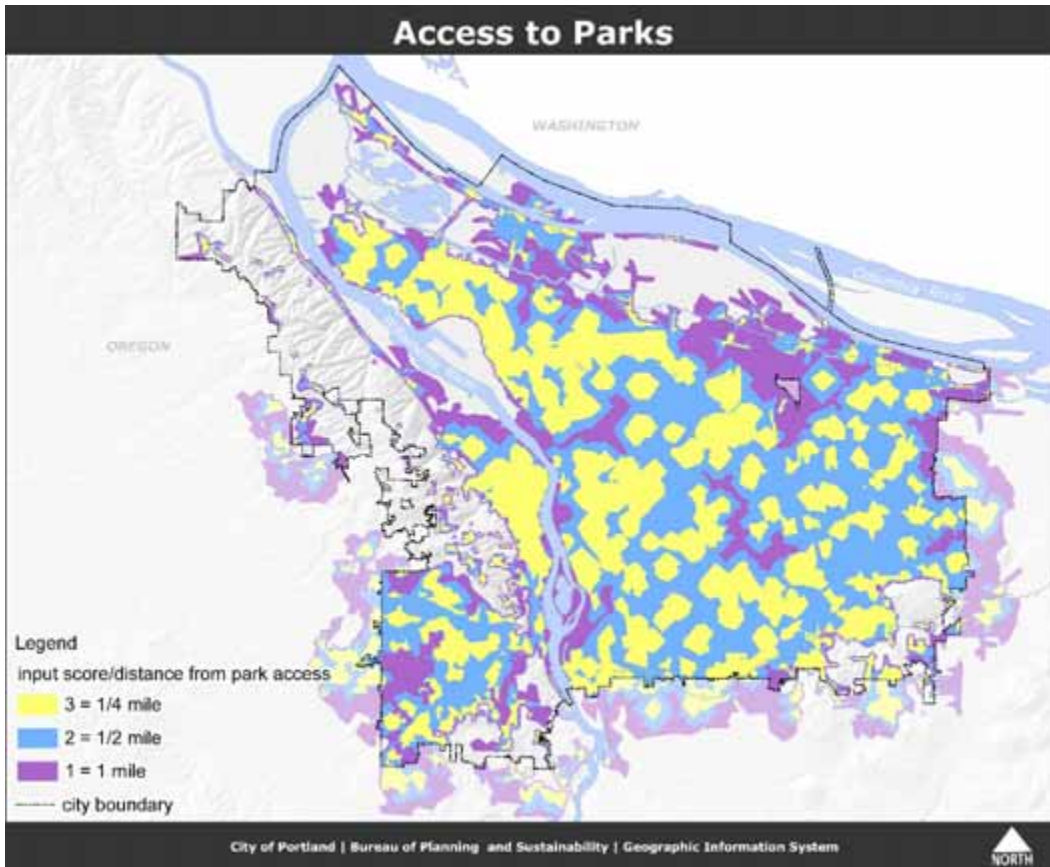 Access to Parks
WASHINGTON
Columbia River
OREGON
Legend
input score/distance from park access
3 = 1/4 mile
2 = 1/2 mile
1 = 1 mile
city boundary
City of Portland | Bureau of Planning and Sustainability | Geographic Information System
NORTH